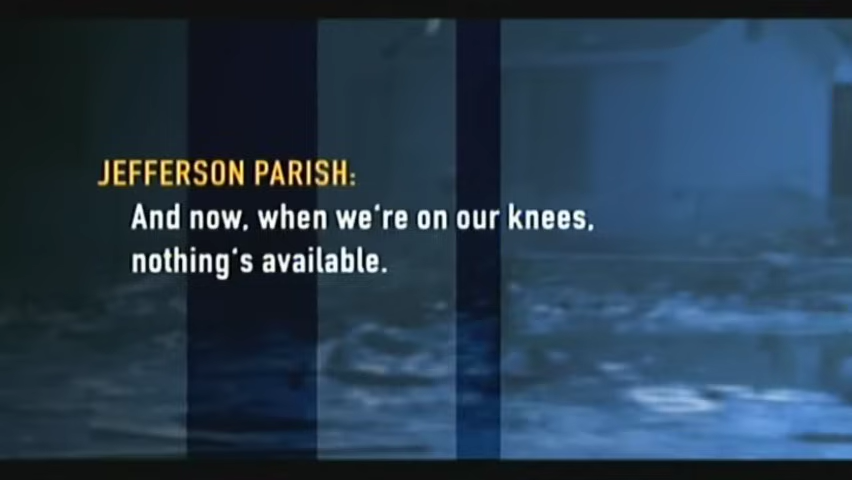 JEFFERSON PARISH:
And now, when we're on our knees,
nothing's available.